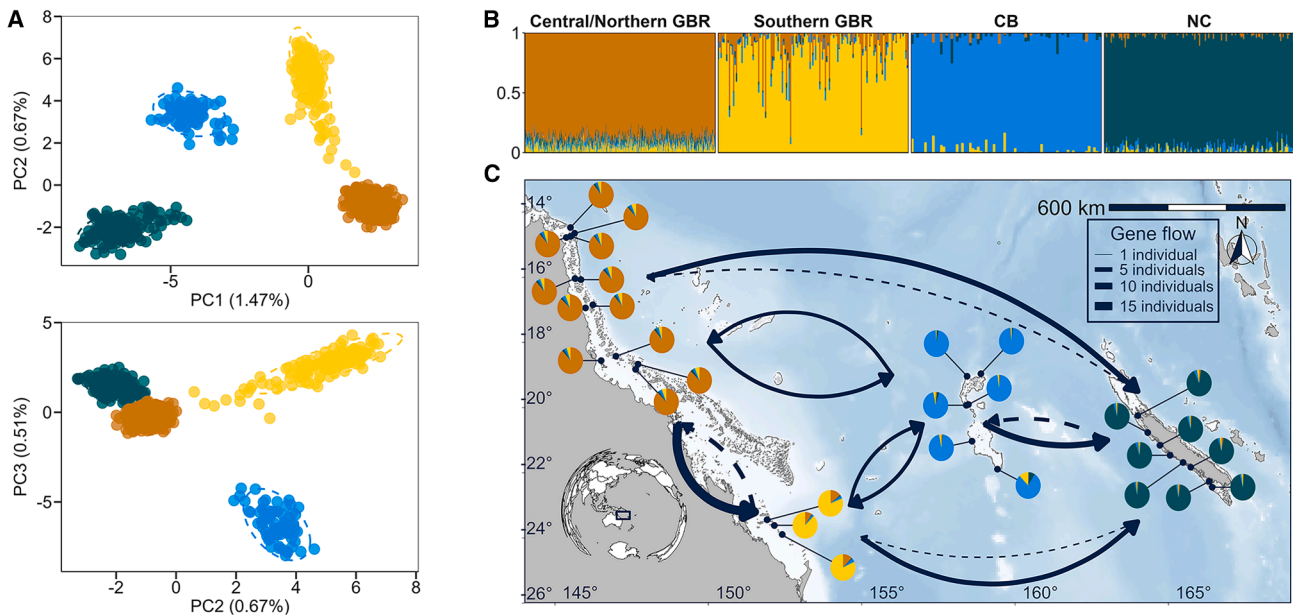 A
8
6
4
2
0
-2
PC2 (0.67%)
-5
0
PC1 (1.47%)
5
0
-5
PC3 (0.51%)
-2
0
2
4
6
8
PC2 (0.67%)
B
Central/Northern GBR
Southern GBR
CB
NC
1
0.5
0
C
-14°
-16°
-18°
-20°
-22°
-24°
-26°
145°
150°
155°
160°
165°
600 km
N
Gene flow
1 individual
5 individuals
10 individuals
15 individuals